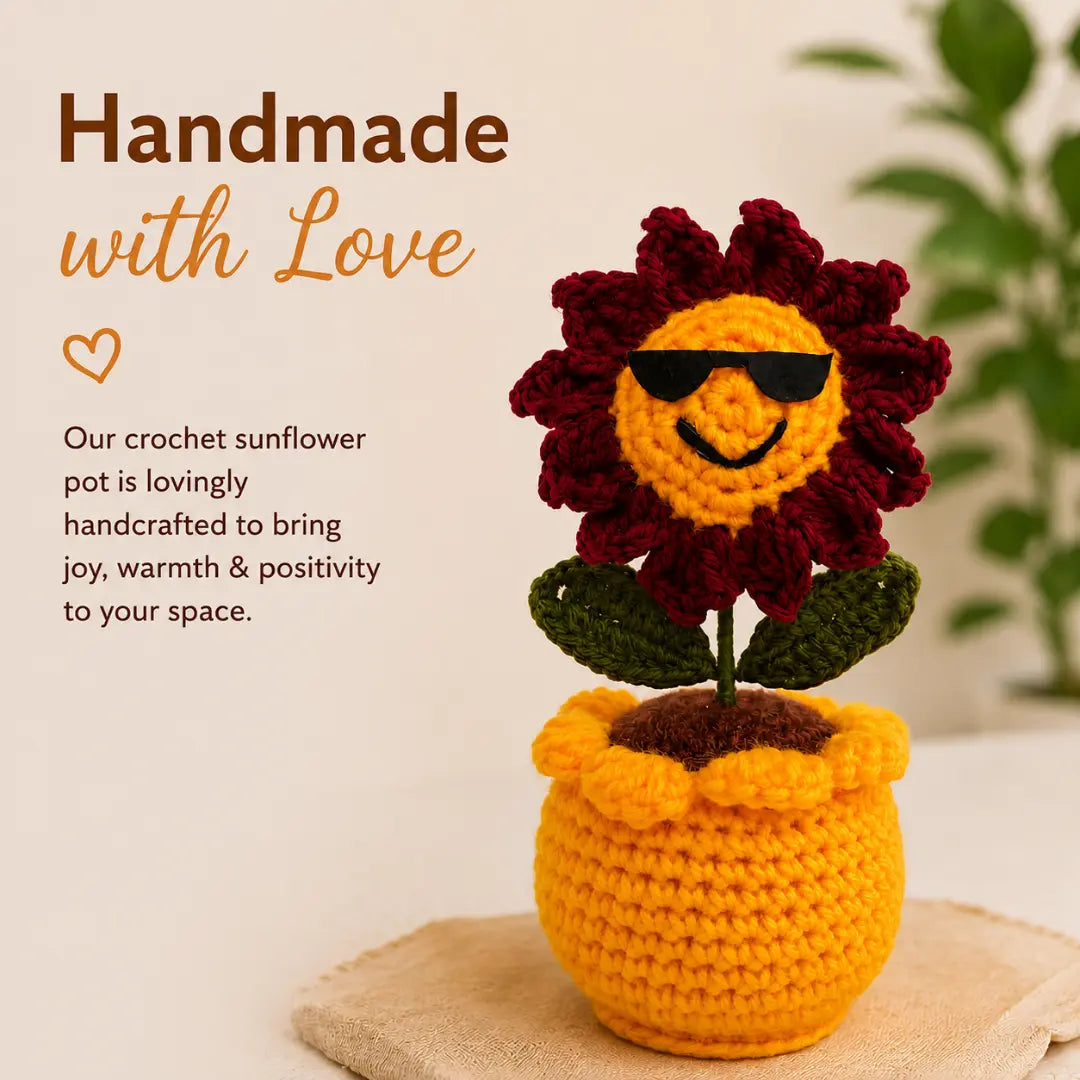 Handmade
with Love
Our crochet sunflower
pot is lovingly
handcrafted to bring
joy, warmth & positivity
to your space.